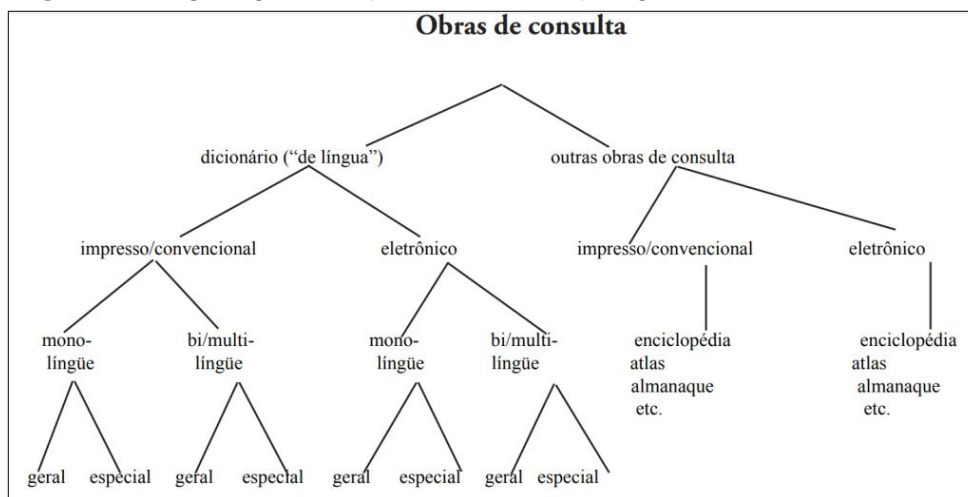 Obras de consulta
dicionário (“de língua”) outras obras de consulta
impresso/convencional eletrônico impresso/convencional eletrônico
mono- bi/multi- mono- bi/multi- enciclopédia enciclopédia
língüe língüe língüe língüe atlas atlas
almanaque almanaque
etc. etc.
geral especial geral especial geral especial geral especial